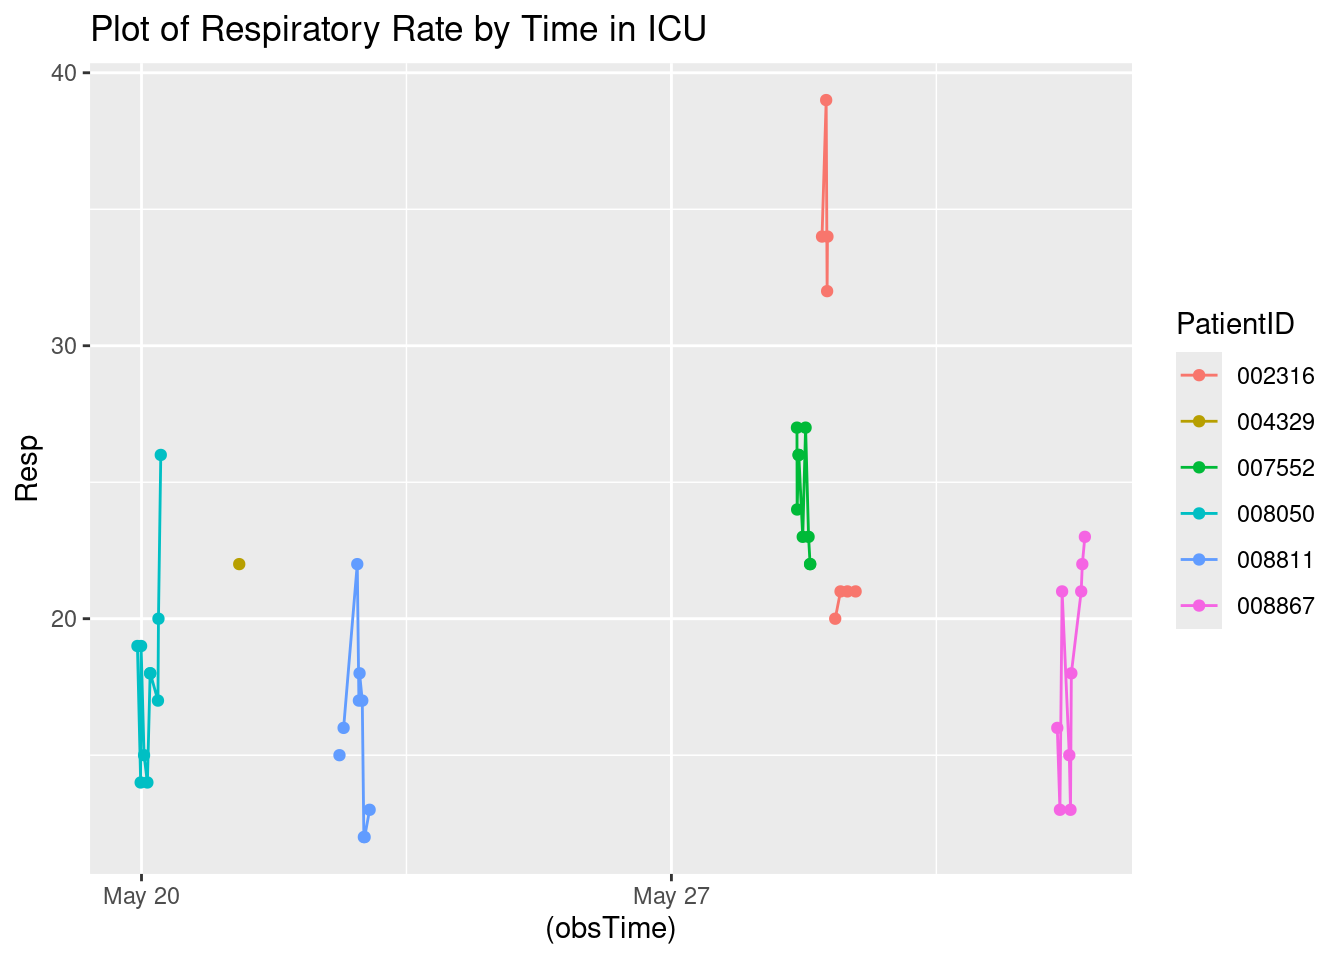 Plot of Respiratory Rate by Time in ICU
40
30
20
Resp
May 20
May 27
(obsTime)
PatientID
002316
004329
007552
008050
008811
008867